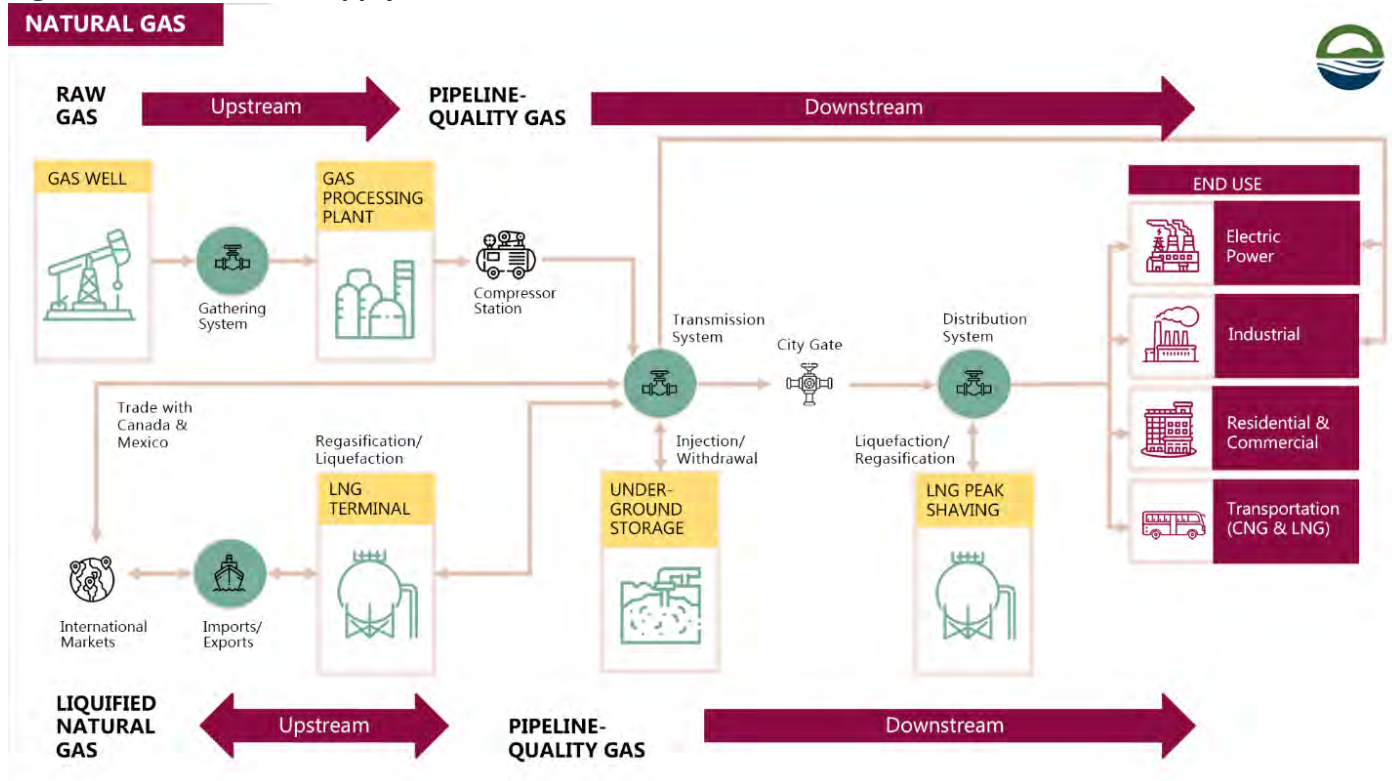 NATURAL GAS
RAW
GAS
Upstream
PIPELINE-
QUALITY GAS
Downstream
GAS WELL
GAS
PROCESSING
PLANT
END USE
Electric
Power
Gathering
System
Compressor
Station
Transmission
System
City Gate
Distribution
System
Industrial
Trade with
Canada &
Mexico
Regasification/
Liquefaction
Injection/
Withdrawal
Liquefaction/
Regasification
Residential &
Commercial
LNG
TERMINAL
UNDER-
GROUND
STORAGE
LNG PEAK
SHAVING
Transportation
(CNG & LNG)
International
Markets
Imports/
Exports
LIQUIFIED
NATURAL
GAS
Upstream
PIPELINE-
QUALITY GAS
Downstream